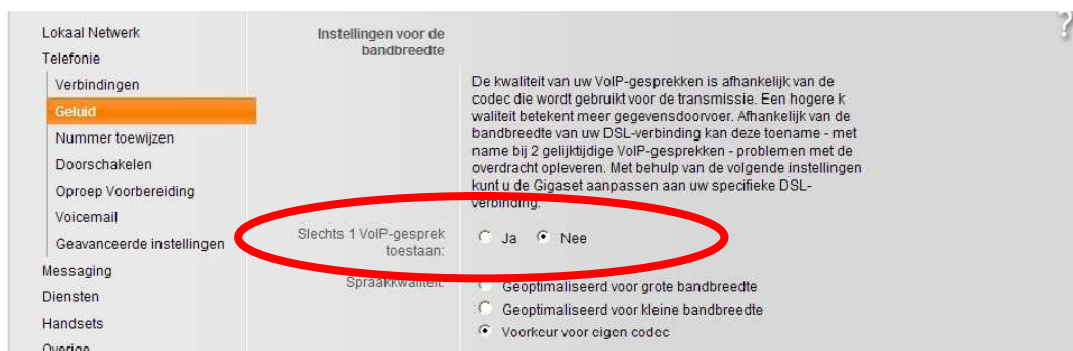 Lokaal Netwerk
Telefonie
Verbindingen
Geluid
Nummer toewijzen
Doorschakelen
Oproep Voorbereiding
Voicemail
Geavanceerde instellingen
Messaging
Diensten
Handsets
Overige
Instellingen voor de
bandbreedte
De kwaliteit van uw VoIP-gesprekken is afhankelijk van de
codec die wordt gebruikt voor de transmissie. Een hogere k
waliteit betekent meer gegevensdoorvoer. Afhankelijk van de
bandbreedte van uw DSL-verbinding kan deze toename - met
name bij 2 gelijktijdige VoIP-gesprekken - problemen met de
overdracht opleveren. Met behulp van de volgende instellingen
kunt u de Gigaset aanpassen aan uw specifieke DSL-
verbinding.
Slechts 1 VoIP-gesprek
toestaan:
Ja Nee
Spraakkwaliteit:
Geoptimaliseerd voor grote bandbreedte
Geoptimaliseerd voor kleine bandbreedte
Voorkeur voor eigen codec
?